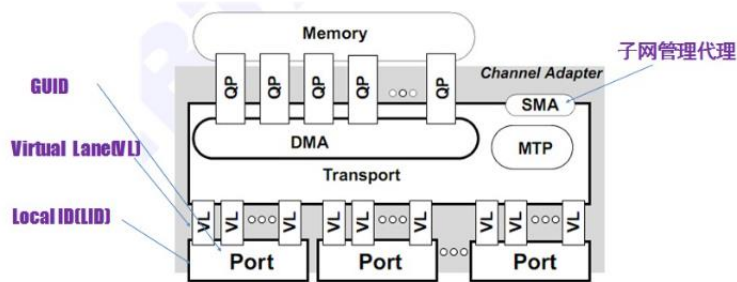 Memory
QP QP QP QP QP
Channel Adapter
子网管理代理
GUID
SMA
DMA
MTP
Virtual Lane(VL)
Transport
Local ID(LID)
VL VL VL VL VL VL VL VL VL
Port Port Port